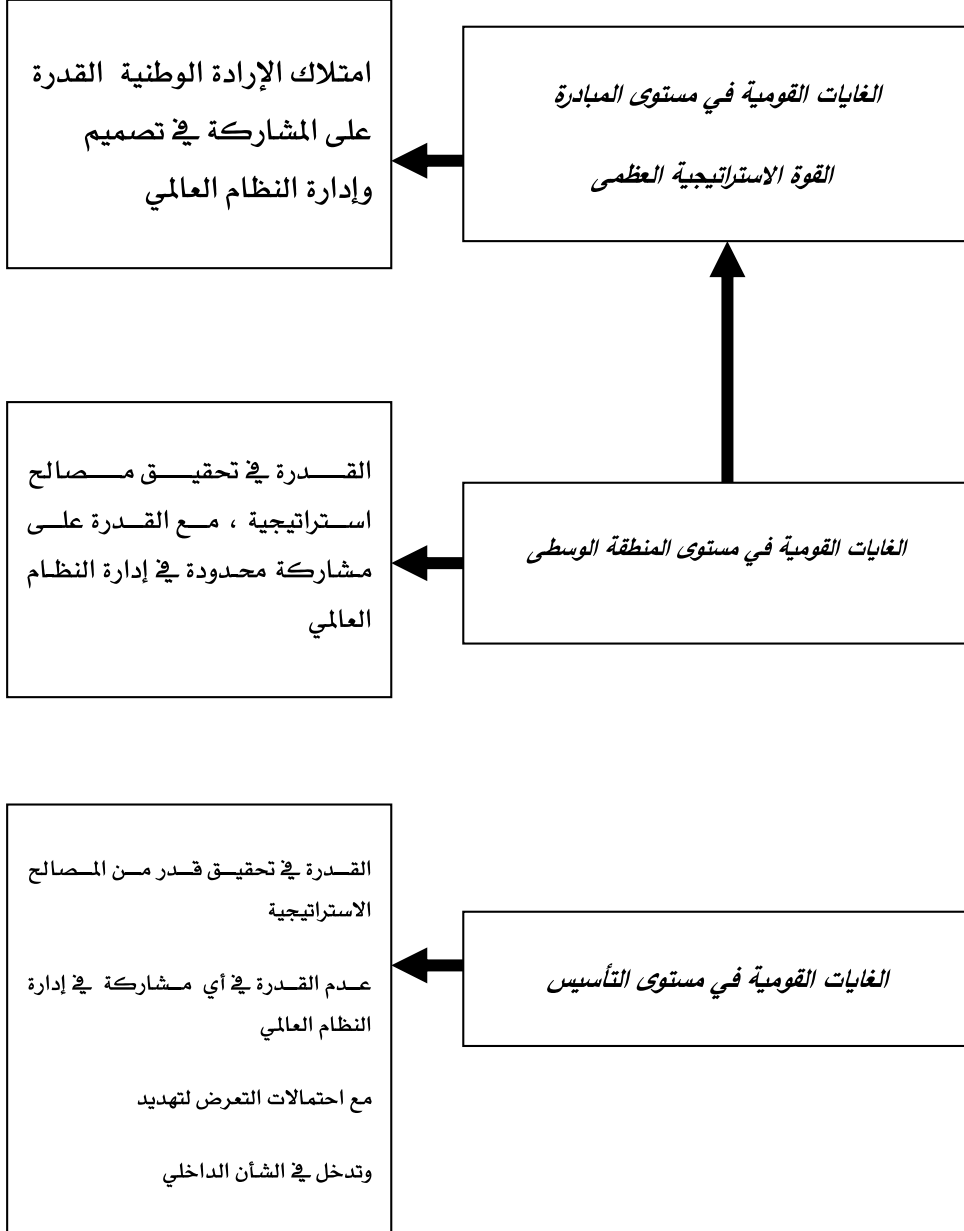 الغايات القومية في مستوى المبادرة
القوة الاستراتيجية العظمى
امتلاك الإرادة الوطنية القدرة
على المشاركة في تصميم
وإدارة النظام العالمي
الغايات القومية في مستوى المنطقة الوسطى
القدرة في تحقيق مصالح
استراتيجية ، مع القدرة على
مشاركة محدودة في إدارة النظام
العالمي
الغايات القومية في مستوى التأسيس
القدرة في تحقيق قدر من المصالح
الاستراتيجية
عدم القدرة في أي مشاركة في إدارة
النظام العالمي
مع احتمالات التعرض لتهديد
وتدخل في الشأن الداخلي